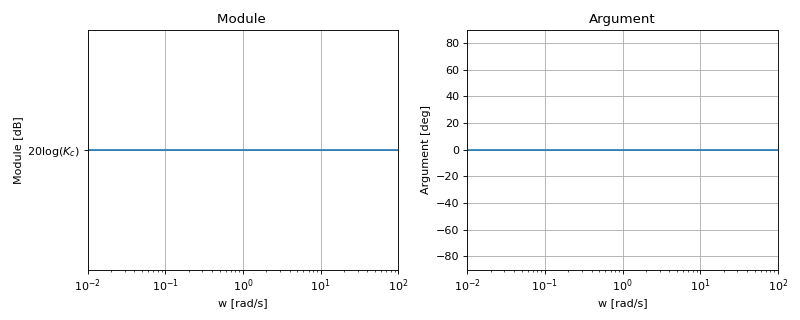 Module
Module [dB]
20log(K_c)
10^-2
10^-1
10^0
10^1
10^2
w [rad/s]
Argument
Argument [deg]
80
60
40
20
0
−20
−40
−60
−80
10^-2
10^-1
10^0
10^1
10^2
w [rad/s]